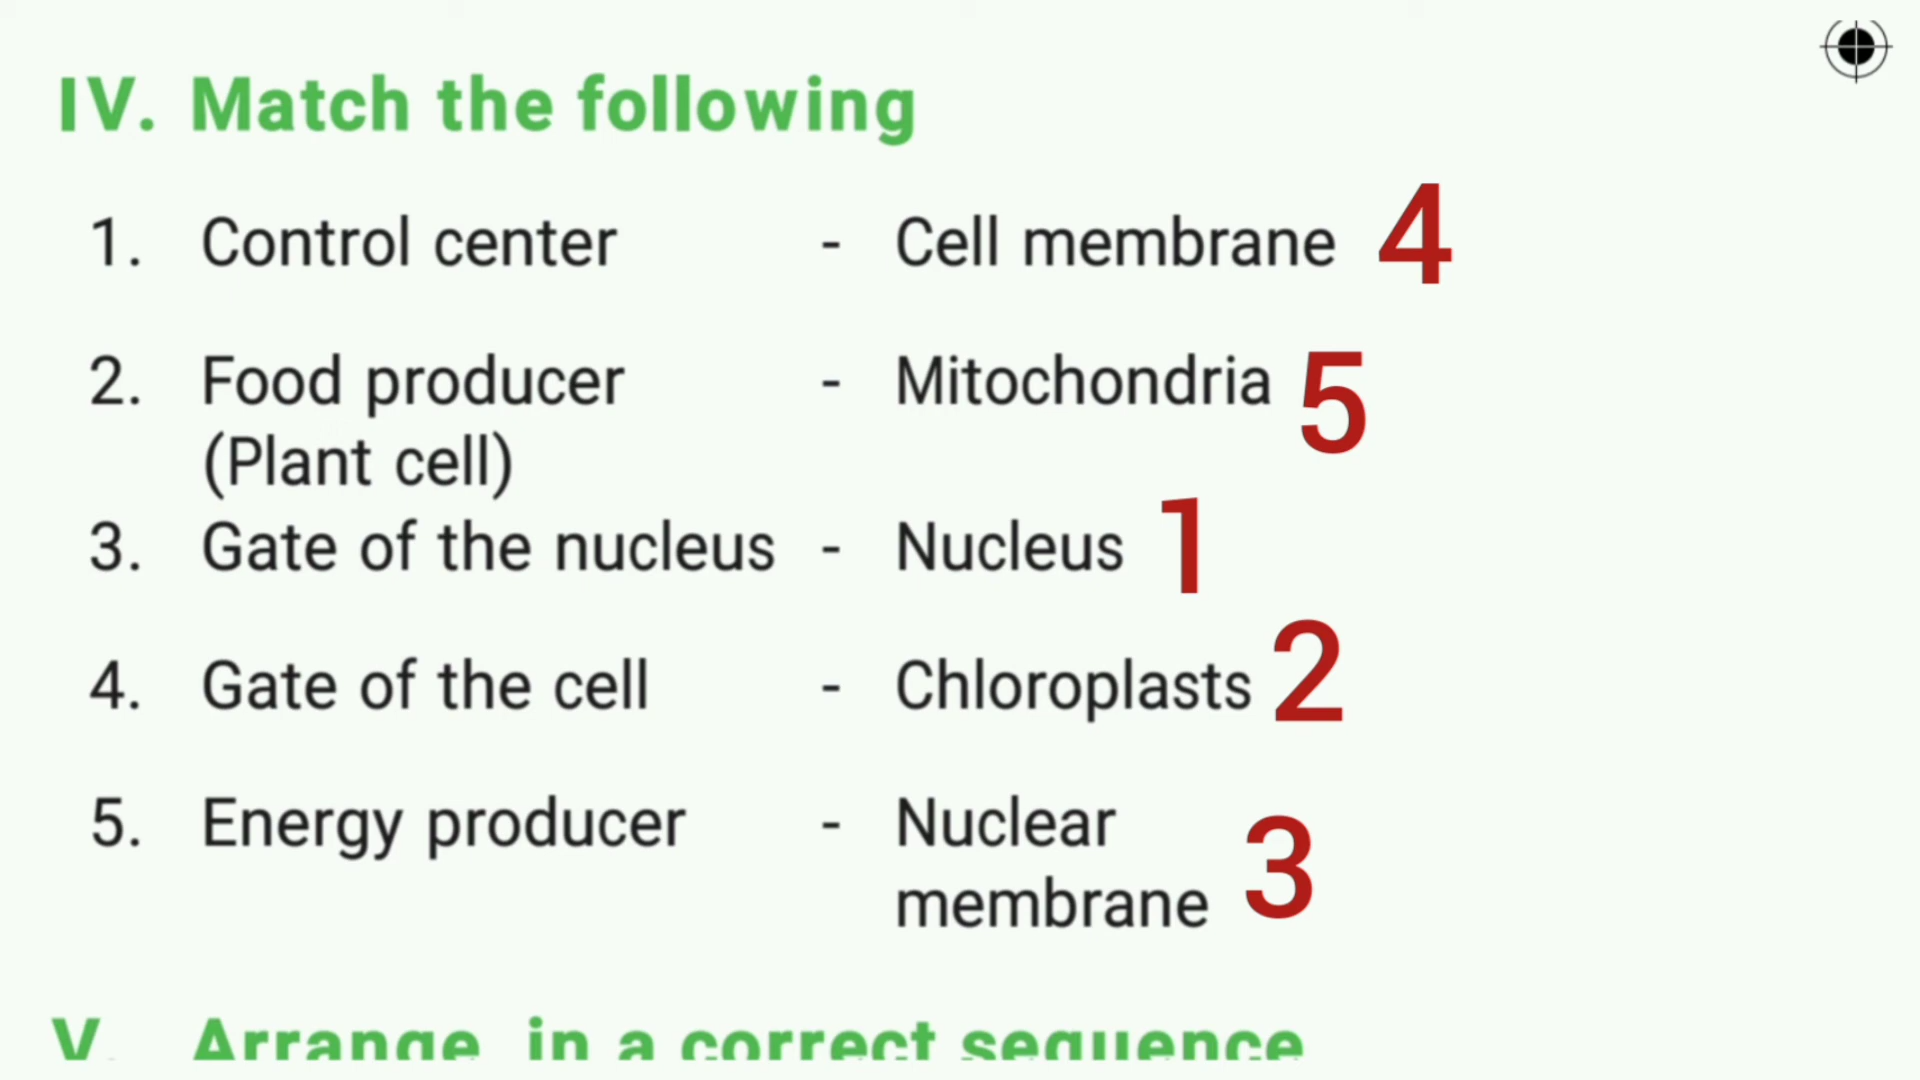 IV. Match the following
1. Control center - Cell membrane 4
2. Food producer - Mitochondria 5
(Plant cell)
3. Gate of the nucleus - Nucleus 1
4. Gate of the cell - Chloroplasts 2
5. Energy producer - Nuclear
membrane 3
V. Arrange in a correct sequence